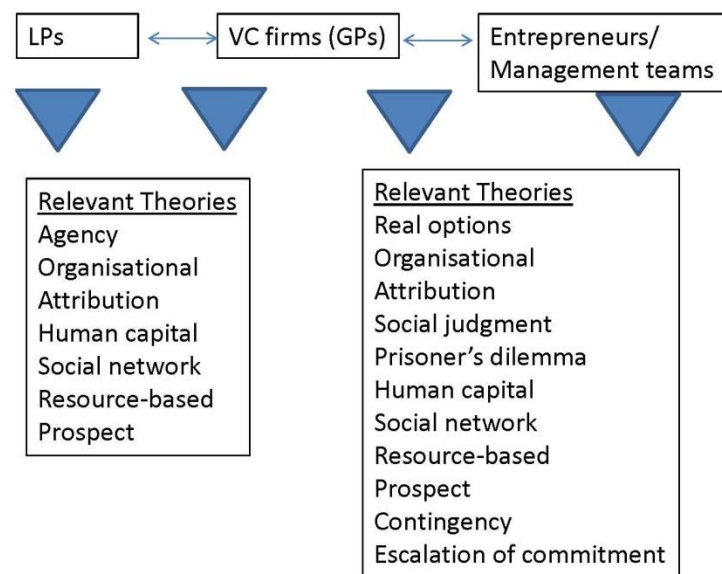 LPs
VC firms (GPs)
Entrepreneurs/
Management teams
Relevant Theories
Agency
Organisational
Attribution
Human capital
Social network
Resource-based
Prospect
Relevant Theories
Real options
Organisational
Attribution
Social judgment
Prisoner’s dilemma
Human capital
Social network
Resource-based
Prospect
Contingency
Escalation of commitment